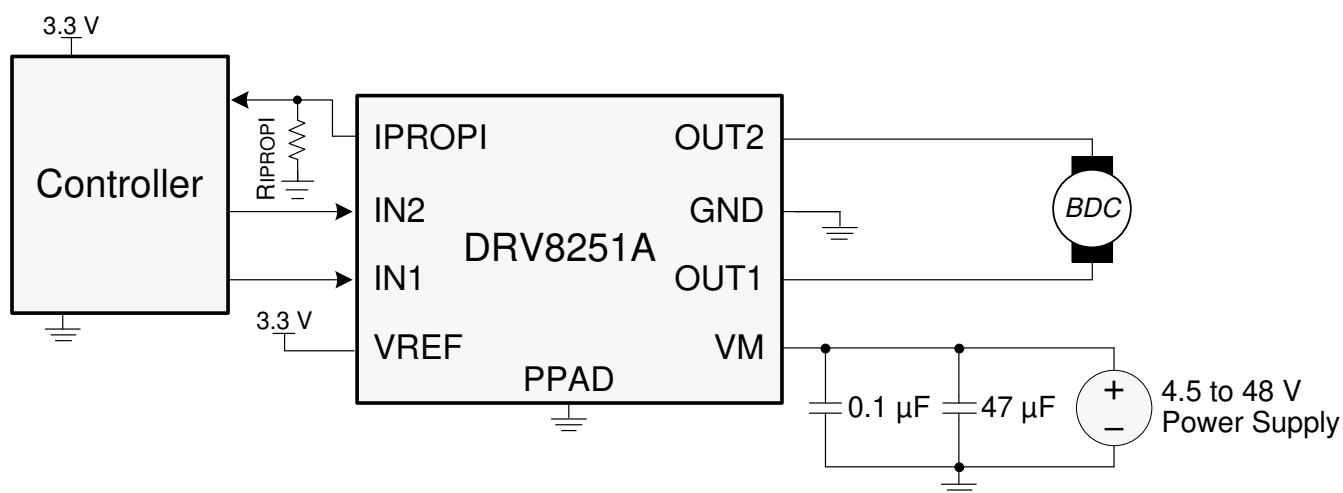 3.3 V
Controller
RIPROPI
IPROPI
IN2
IN1
3.3 V
VREF
DRV8251A
PPAD
OUT2
GND
OUT1
VM
BDC
0.1 µF
47 µF
+
–
4.5 to 48 V
Power Supply